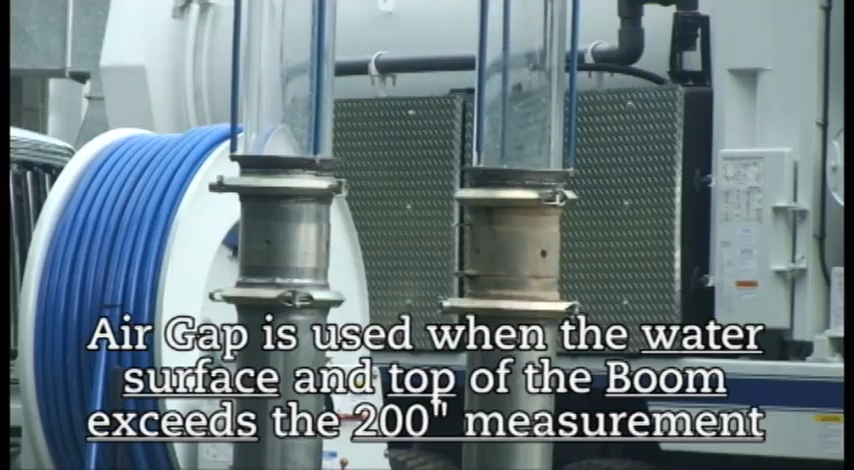 Air Gap is used when the water
surface and top of the Boom
exceeds the 200" measurement